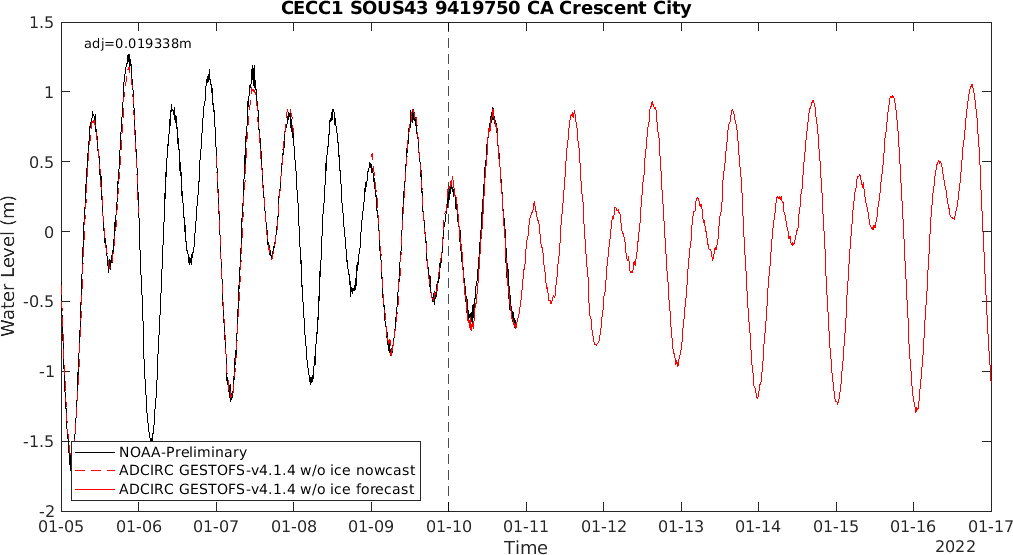 CECC1 SOUS43 9419750 CA Crescent City
adj=0.019338m
1.5
1
0.5
0
-0.5
-1
-1.5
-2
Water Level (m)
NOAA-Preliminary
ADCIRC GESTOFS-v4.1.4 w/o ice nowcast
ADCIRC GESTOFS-v4.1.4 w/o ice forecast
01-05 01-06 01-07 01-08 01-09 01-10 01-11 01-12 01-13 01-14 01-15 01-16 01-17
Time
2022